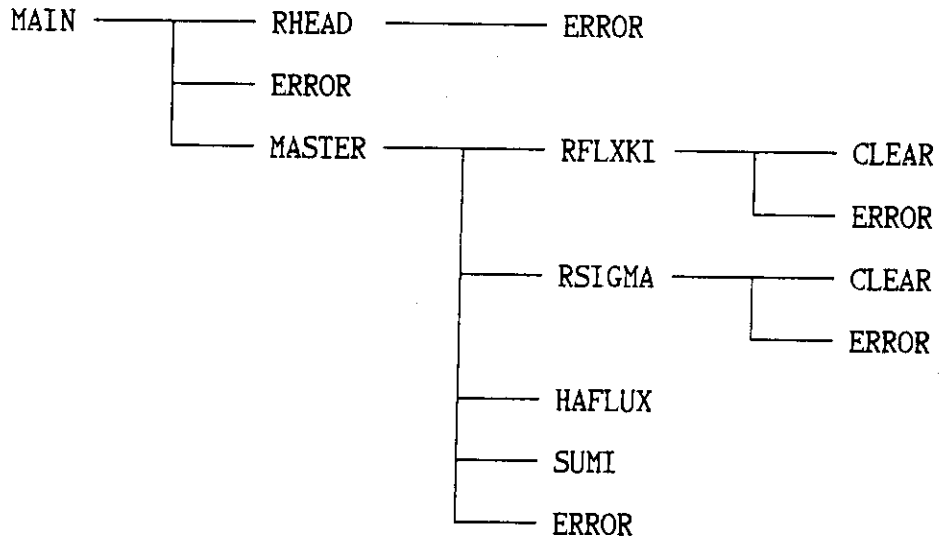 MAIN RHEAD ERROR
ERROR
MASTER RFLXKI CLEAR
ERROR
RSIGMA CLEAR
ERROR
HAFLUX
SUMI
ERROR